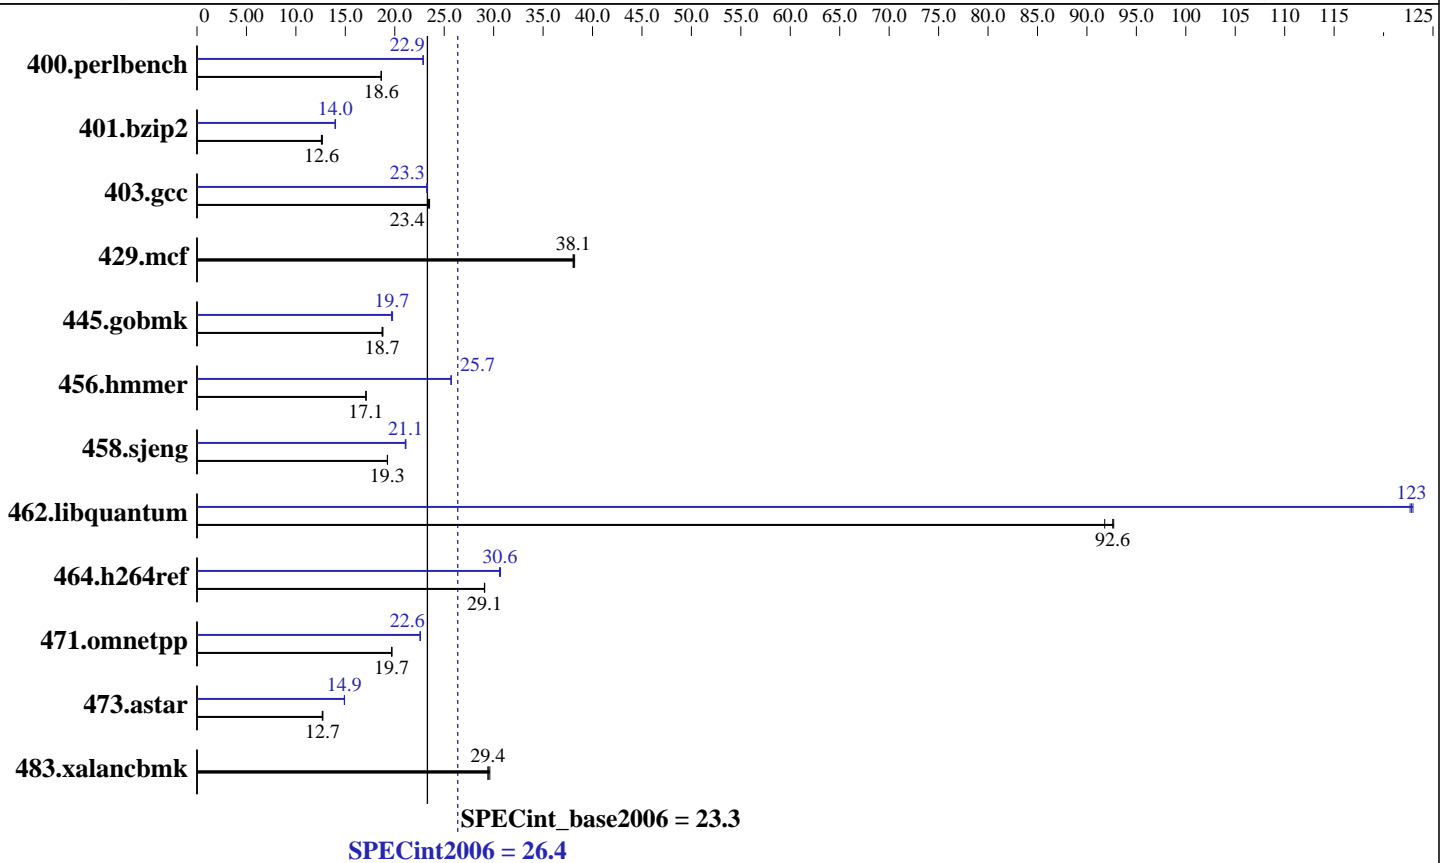 0 5.00 10.0 15.0 20.0 25.0 30.0 35.0 40.0 45.0 50.0 55.0 60.0 65.0 70.0 75.0 80.0 85.0 90.0 95.0 100 105 110 115 125
22.9
400.perlbench
18.6
14.0
401.bzip2
12.6
23.3
403.gcc
23.4
38.1
429.mcf
19.7
445.gobmk
18.7
25.7
456.hmmer
17.1
21.1
458.sjeng
19.3
123
462.libquantum
92.6
30.6
464.h264ref
29.1
22.6
471.omnetpp
19.7
14.9
473.astar
12.7
29.4
483.xalancbmk
SPECint_base2006 = 23.3
SPECint2006 = 26.4